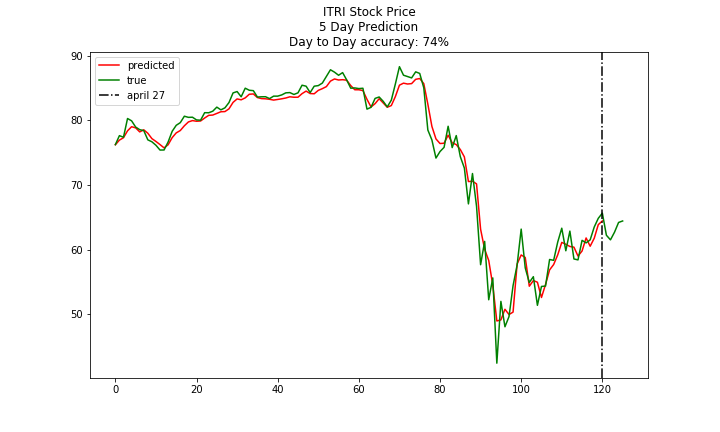 ITRI Stock Price
5 Day Prediction
Day to Day accuracy: 74%
predicted
true
april 27
90
80
70
60
50
0
20
40
60
80
100
120